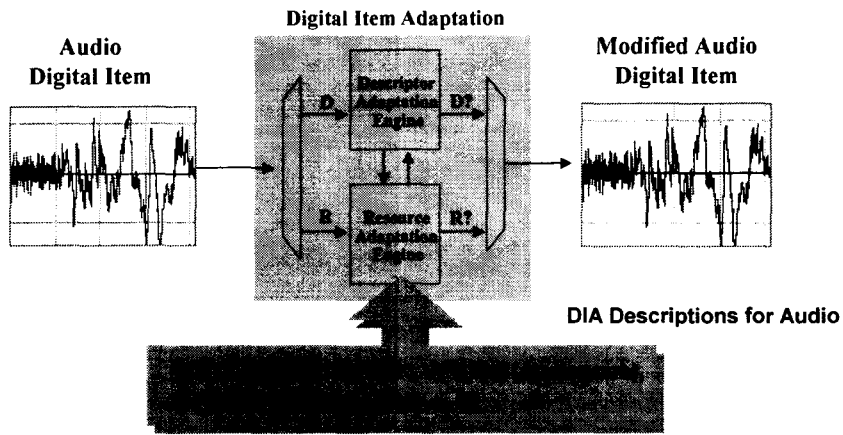 Digital Item Adaptation
Audio
Digital Item
Modified Audio
Digital Item
D
Descriptor
Adaptation
Engine
D?
R
Resource
Adaptation
Engine
R?
DIA Descriptions for Audio